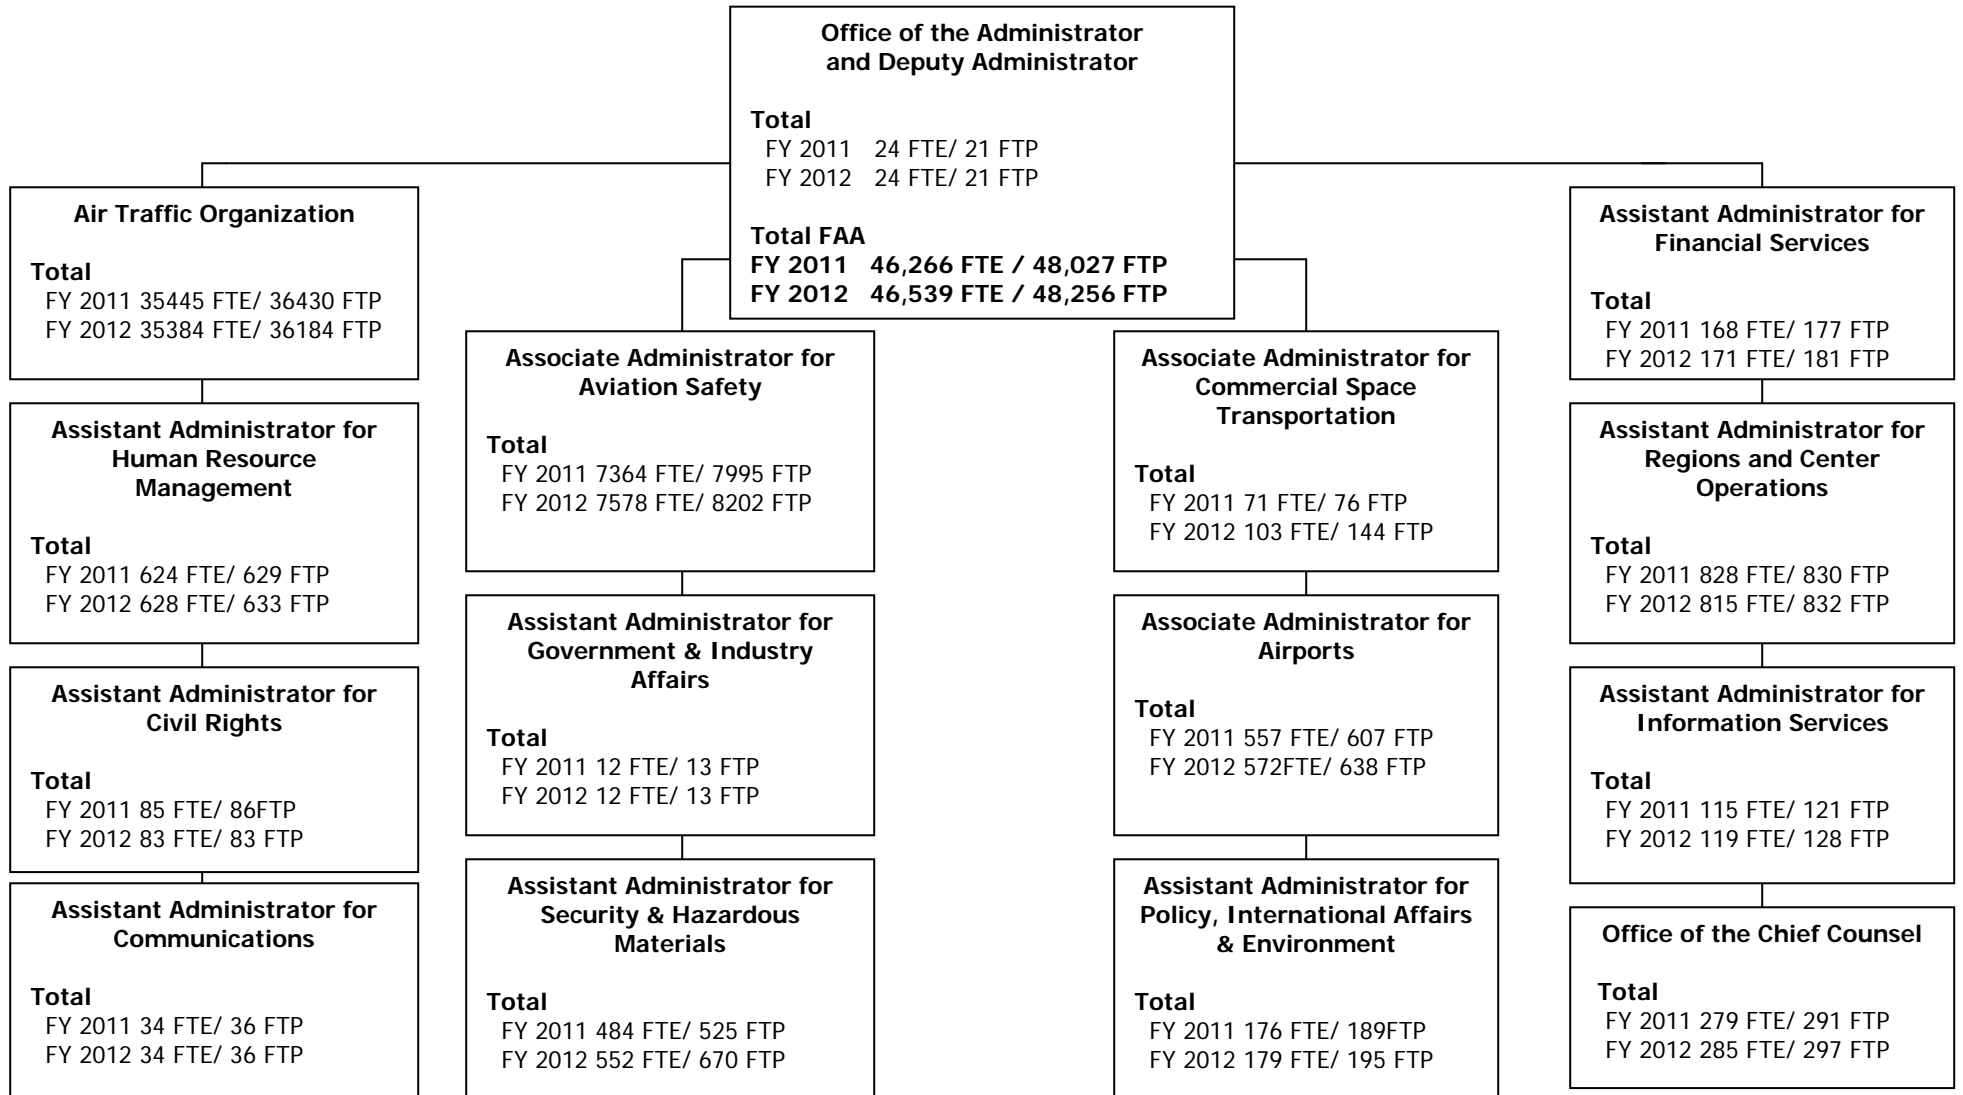 Office of the Administrator
and Deputy Administrator
Total
FY 2011 24 FTE/ 21 FTP
FY 2012 24 FTE/ 21 FTP
Total FAA
FY 2011 46,266 FTE / 48,027 FTP
FY 2012 46,539 FTE / 48,256 FTP
Air Traffic Organization
Total
FY 2011 35445 FTE/ 36430 FTP
FY 2012 35384 FTE/ 36184 FTP
Assistant Administrator for
Human Resource
Management
Total
FY 2011 624 FTE/ 629 FTP
FY 2012 628 FTE/ 633 FTP
Assistant Administrator for
Civil Rights
Total
FY 2011 85 FTE/ 86FTP
FY 2012 83 FTE/ 83 FTP
Assistant Administrator for
Communications
Total
FY 2011 34 FTE/ 36 FTP
FY 2012 34 FTE/ 36 FTP
Associate Administrator for
Aviation Safety
Total
FY 2011 7364 FTE/ 7995 FTP
FY 2012 7578 FTE/ 8202 FTP
Assistant Administrator for
Government & Industry
Affairs
Total
FY 2011 12 FTE/ 13 FTP
FY 2012 12 FTE/ 13 FTP
Assistant Administrator for
Security & Hazardous
Materials
Total
FY 2011 484 FTE/ 525 FTP
FY 2012 552 FTE/ 670 FTP
Associate Administrator for
Commercial Space
Transportation
Total
FY 2011 71 FTE/ 76 FTP
FY 2012 103 FTE/ 144 FTP
Associate Administrator for
Airports
Total
FY 2011 557 FTE/ 607 FTP
FY 2012 572FTE/ 638 FTP
Assistant Administrator for
Policy, International Affairs
& Environment
Total
FY 2011 176 FTE/ 189FTP
FY 2012 179 FTE/ 195 FTP
Assistant Administrator for
Financial Services
Total
FY 2011 168 FTE/ 177 FTP
FY 2012 171 FTE/ 181 FTP
Assistant Administrator for
Regions and Center
Operations
Total
FY 2011 828 FTE/ 830 FTP
FY 2012 815 FTE/ 832 FTP
Assistant Administrator for
Information Services
Total
FY 2011 115 FTE/ 121 FTP
FY 2012 119 FTE/ 128 FTP
Office of the Chief Counsel
Total
FY 2011 279 FTE/ 291 FTP
FY 2012 285 FTE/ 297 FTP